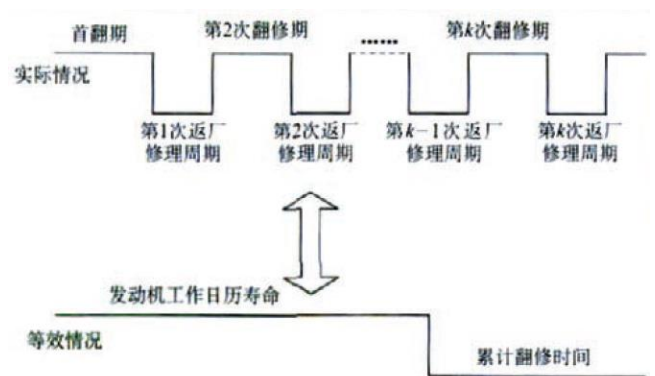 首翻期 第2次翻修期 …… 第k次翻修期
实际情况
第1次返厂 第2次返厂 第k-1次返厂 第k次返厂
修理周期 修理周期 修理周期 修理周期
发动机工作日历寿命
等效情况
累计翻修时间